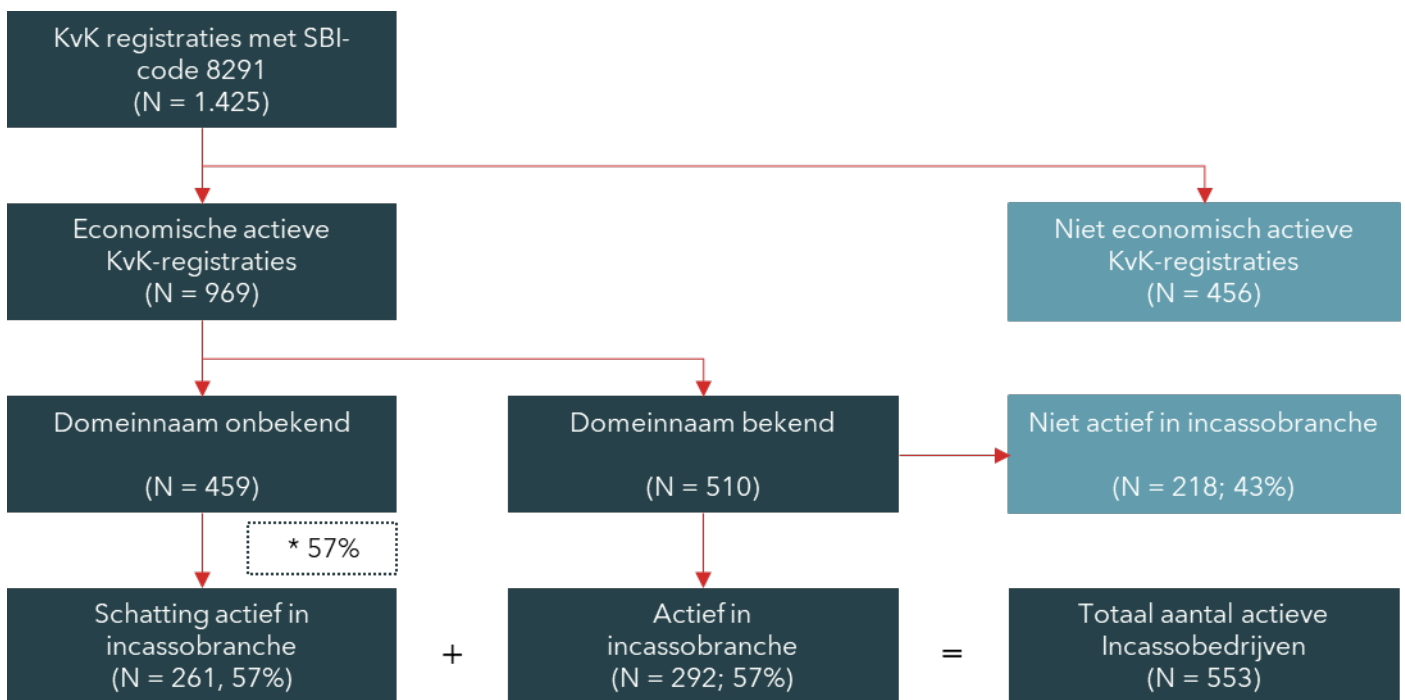 KvK registraties met SBI-
code 8291
(N = 1.425)
Economische actieve
KvK-registraties
(N = 969)
Niet economisch actieve
KvK-registraties
(N = 456)
Domeinnaam onbekend
(N = 459)
Domeinnaam bekend
(N = 510)
Niet actief in incassobranche
(N = 218; 43%)
* 57%
Schatting actief in
incassobranche
(N = 261, 57%)
+
Actief in
incassobranche
(N = 292; 57%)
=
Totaal aantal actieve
Incassobedrijven
(N = 553)